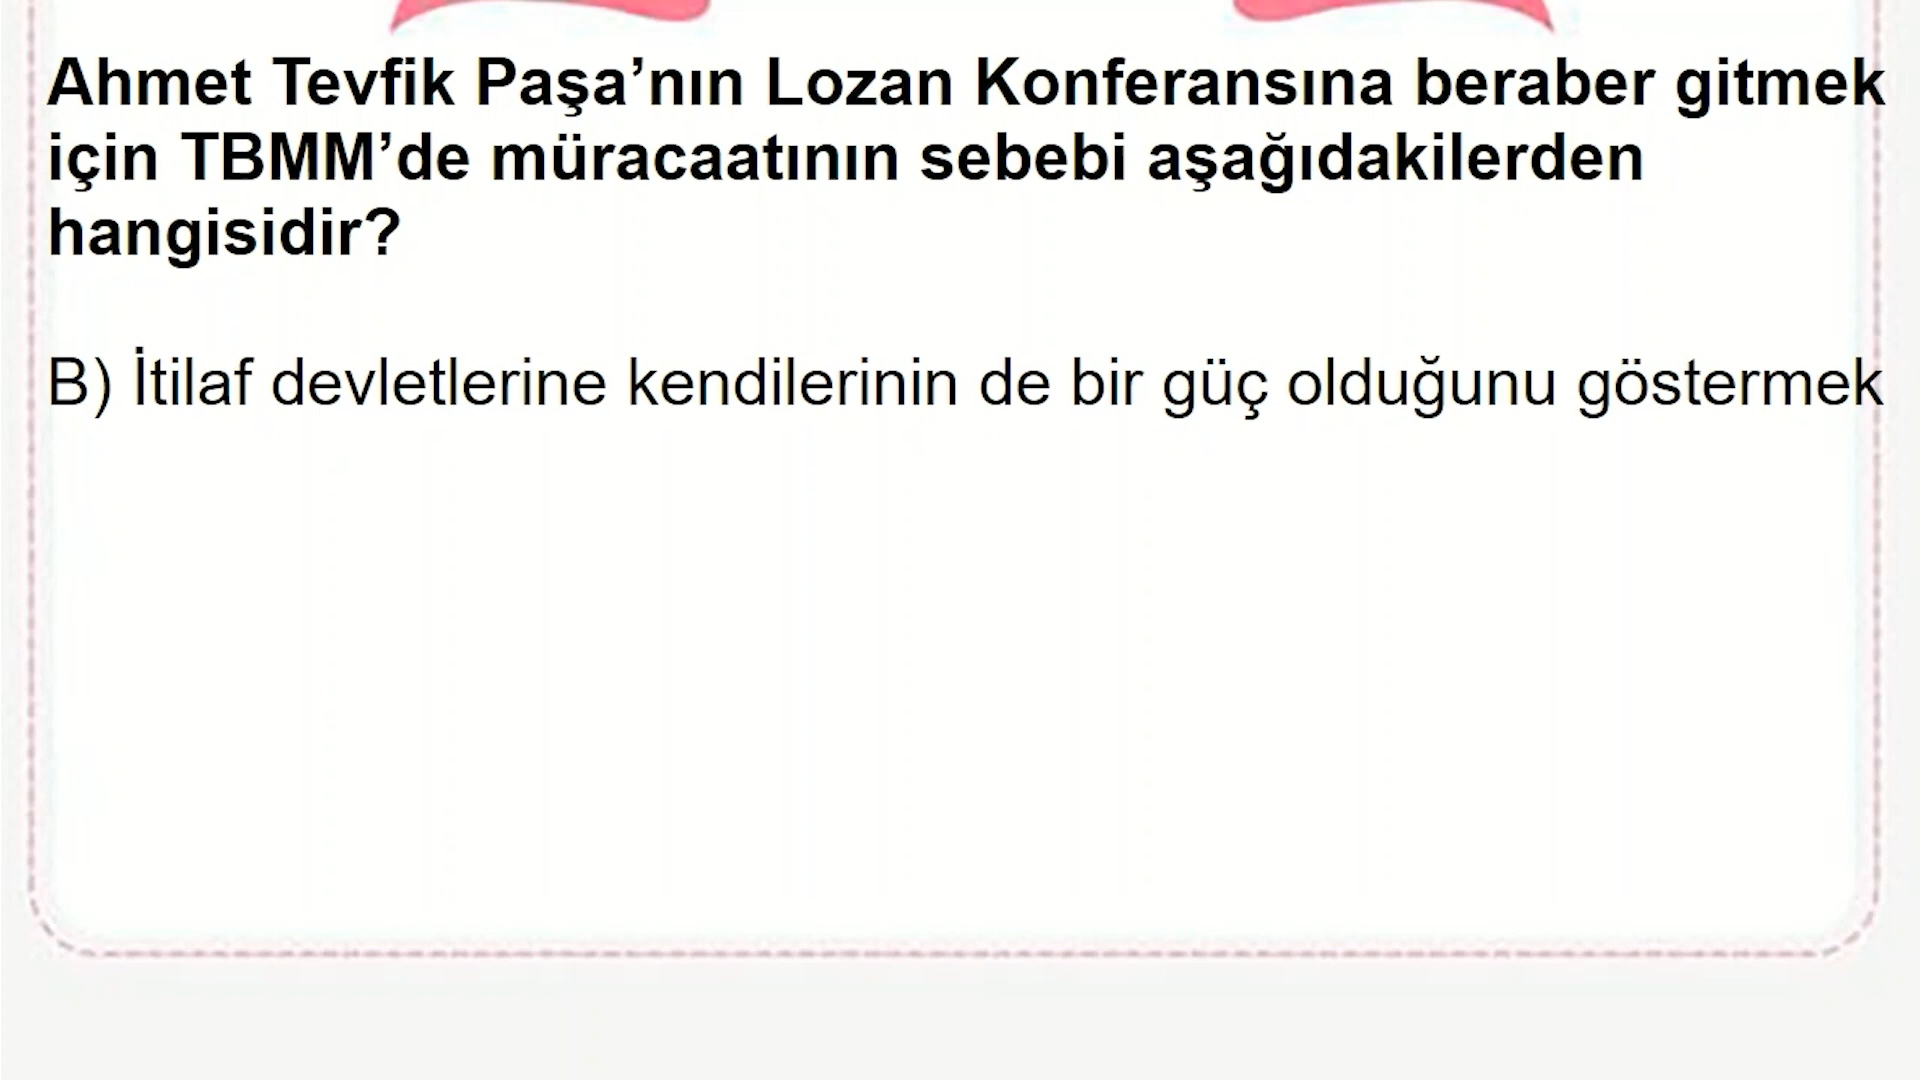 Ahmet Tevfik Paşa’nın Lozan Konferansına beraber gitmek
için TBMM’de müracaatının sebebi aşağıdakilerden
hangisidir?
B) İtilaf devletlerine kendilerinin de bir güç olduğunu göstermek